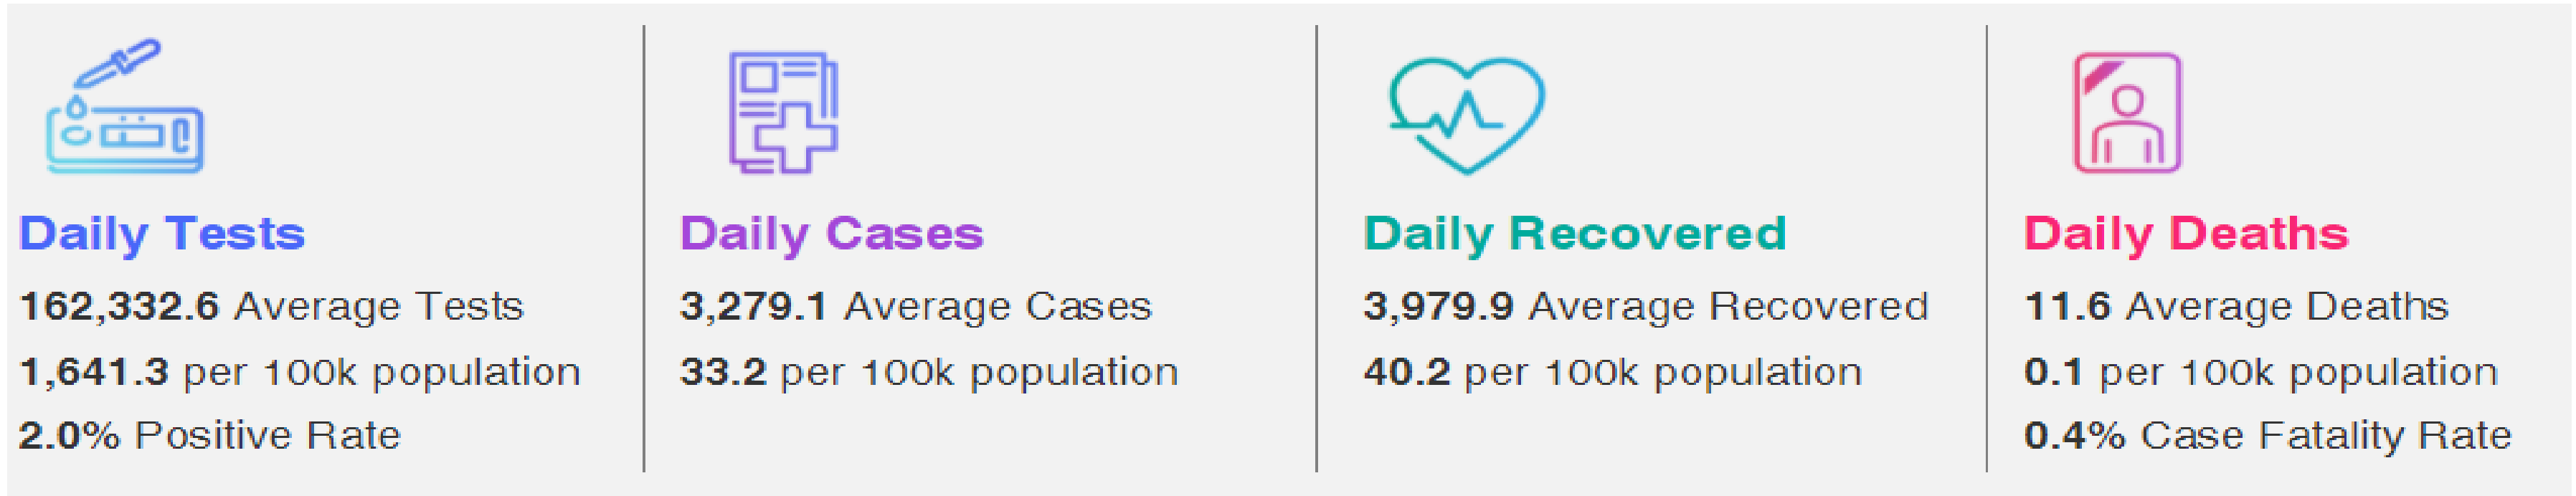 Daily Tests
162,332.6 Average Tests
1,641.3 per 100k population
2.0% Positive Rate
Daily Cases
3,279.1 Average Cases
33.2 per 100k population
Daily Recovered
3,979.9 Average Recovered
40.2 per 100k population
Daily Deaths
11.6 Average Deaths
0.1 per 100k population
0.4% Case Fatality Rate